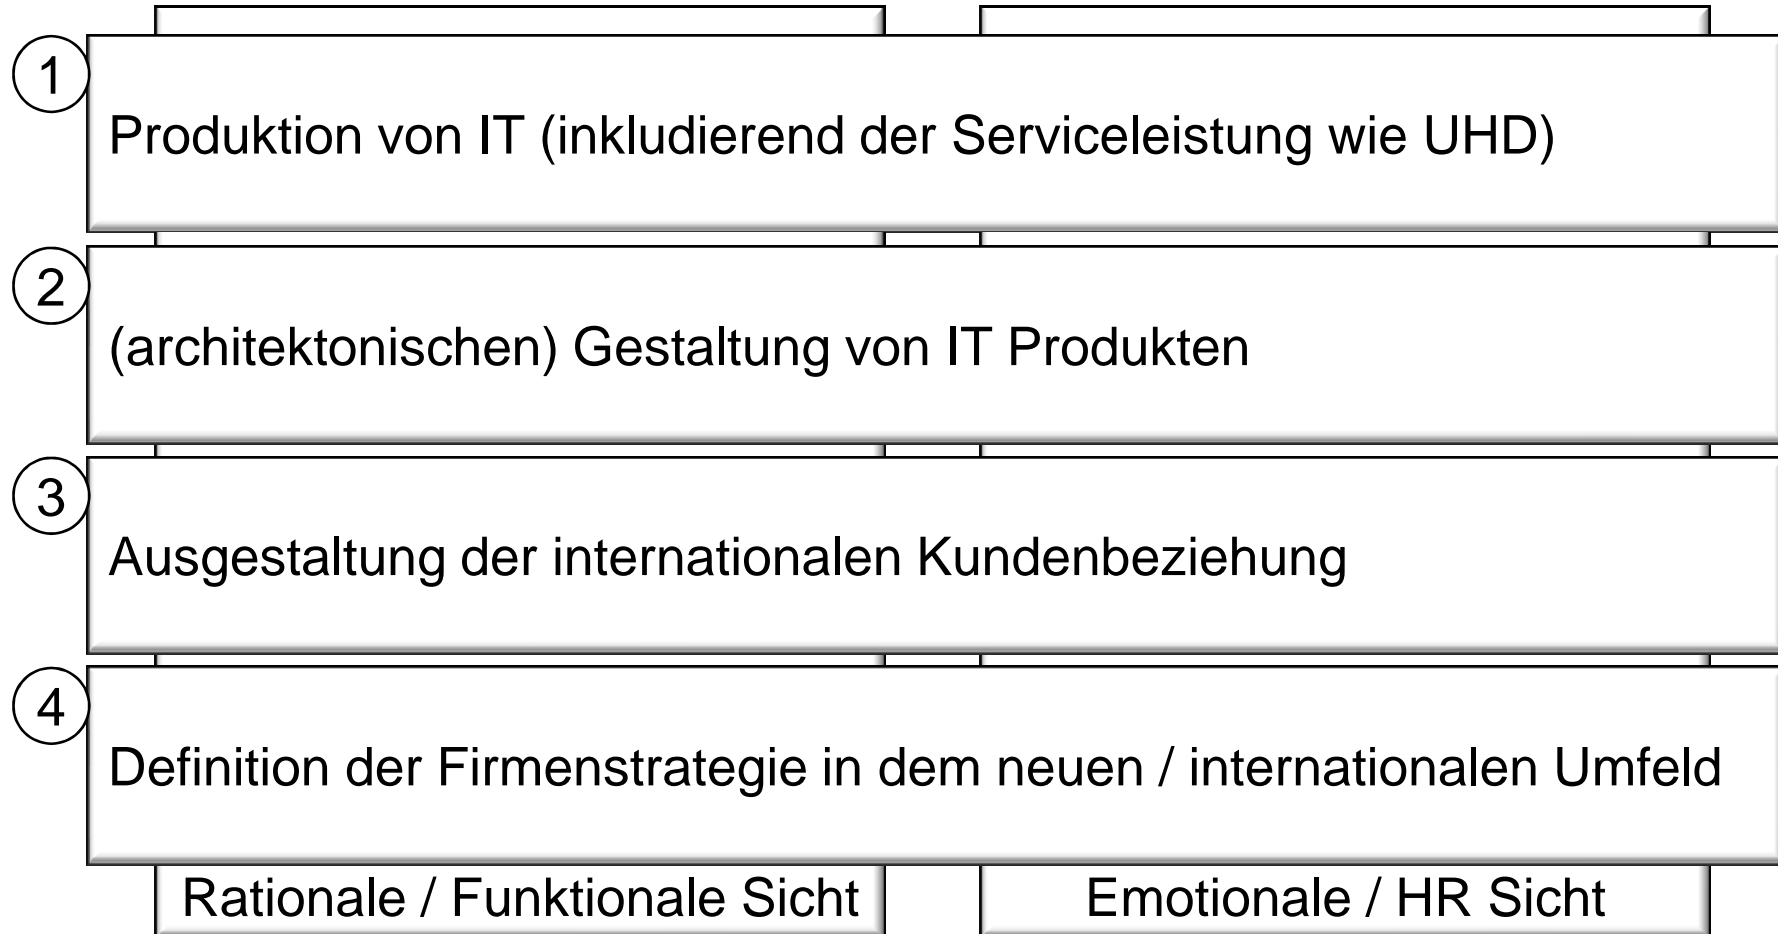 1
Produktion von IT (inkludierend der Serviceleistung wie UHD)
2
(architektonischen) Gestaltung von IT Produkten
3
Ausgestaltung der internationalen Kundenbeziehung
4
Definition der Firmenstrategie in dem neuen / internationalen Umfeld
Rationale / Funktionale Sicht
Emotionale / HR Sicht